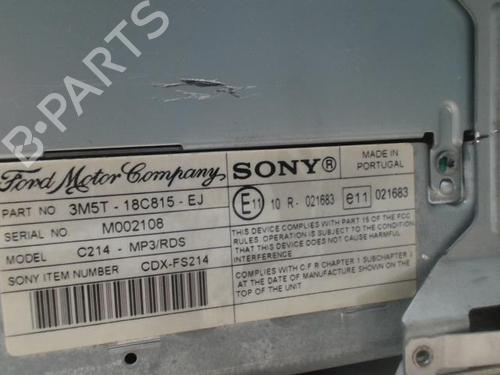 B-PARTS
Ford Motor Company
SONY®
MADE IN
PORTUGAL
PART NO 3M5T - 18C815 - EJ
E11 10 R - 021683 e11 021683
SERIAL NO M002108
MODEL C214 - MP3/RDS
SONY ITEM NUMBER CDX-FS214
THIS DEVICE COMPLIES WITH PART 15 OF THE FCC
RULES. OPERATION IS SUBJECT TO THE CONDITION
THAT THIS DEVICE DOES NOT CAUSE HARMFUL
INTERFERENCE
COMPLIES WITH C.F.R CHAPTER 1 SUBCHAPTER J
AT THE DATE OF MANUFACTURE SHOWN ON THE
TOP OF THE UNIT